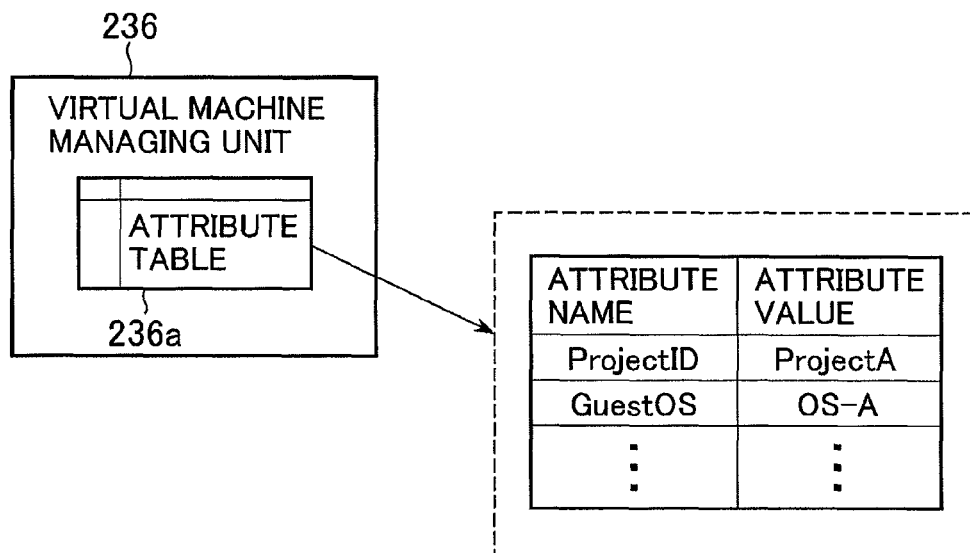 236
VIRTUAL MACHINE
MANAGING UNIT
ATTRIBUTE
TABLE
236a
ATTRIBUTE NAME ATTRIBUTE VALUE
ProjectID ProjectA
GuestOS OS-A